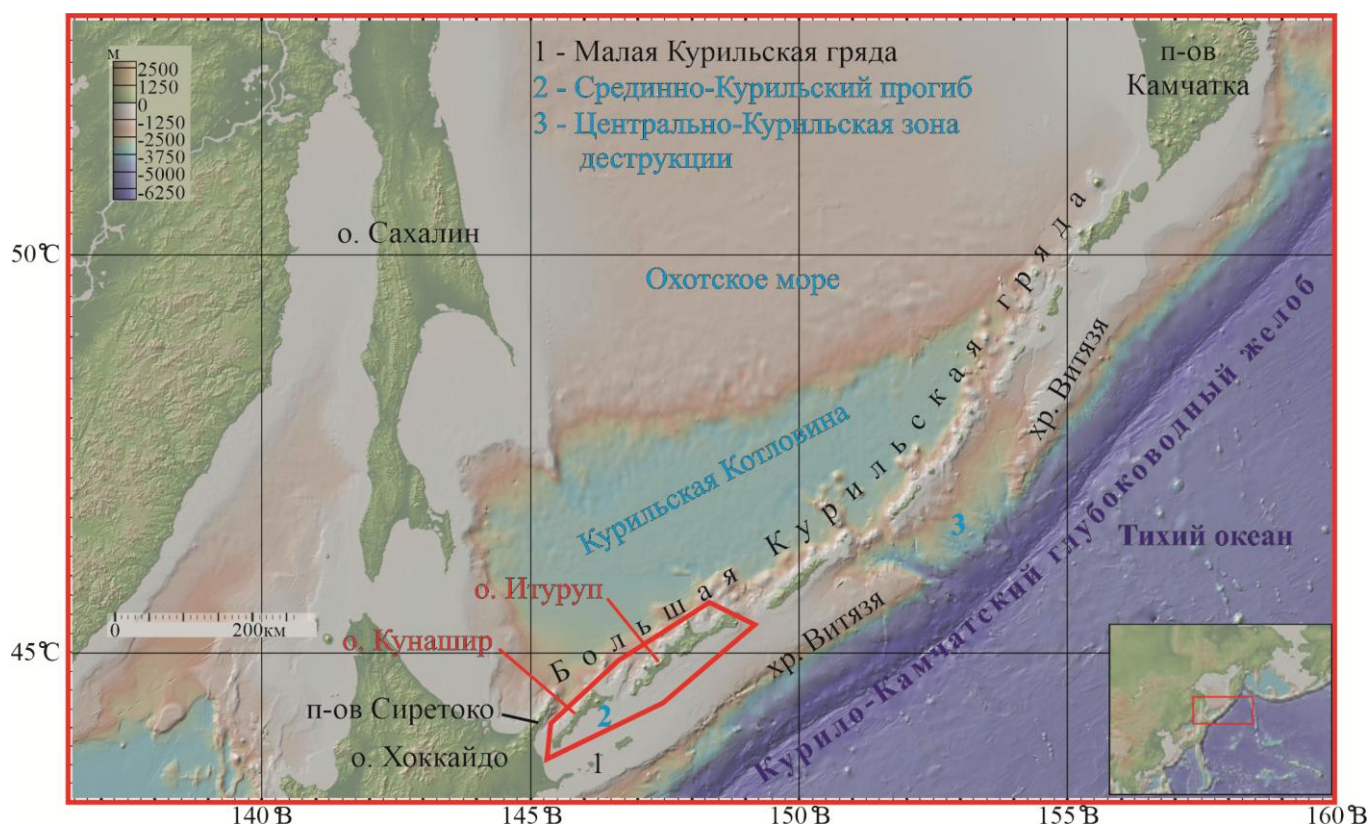 м
2500
1250
0
-1250
-2500
-3750
-5000
-6250
1 - Малая Курильская гряда
2 - Срединно-Курильский прогиб
3 - Центрально-Курильская зона
деструкции
п-ов
Камчатка
о. Сахалин
50°С
Охотское море
Большая Курильская гряда
хр. Витязя
Курильская Котловина
3
Тихий океан
Курило-Камчатский глубоководный желоб
о. Итуруп
0 200км
о. Кунашир
хр. Витязя
45°С
п-ов Сиретоко
2
о. Хоккайдо
1
140°В
145°В
150°В
155°В
160°В